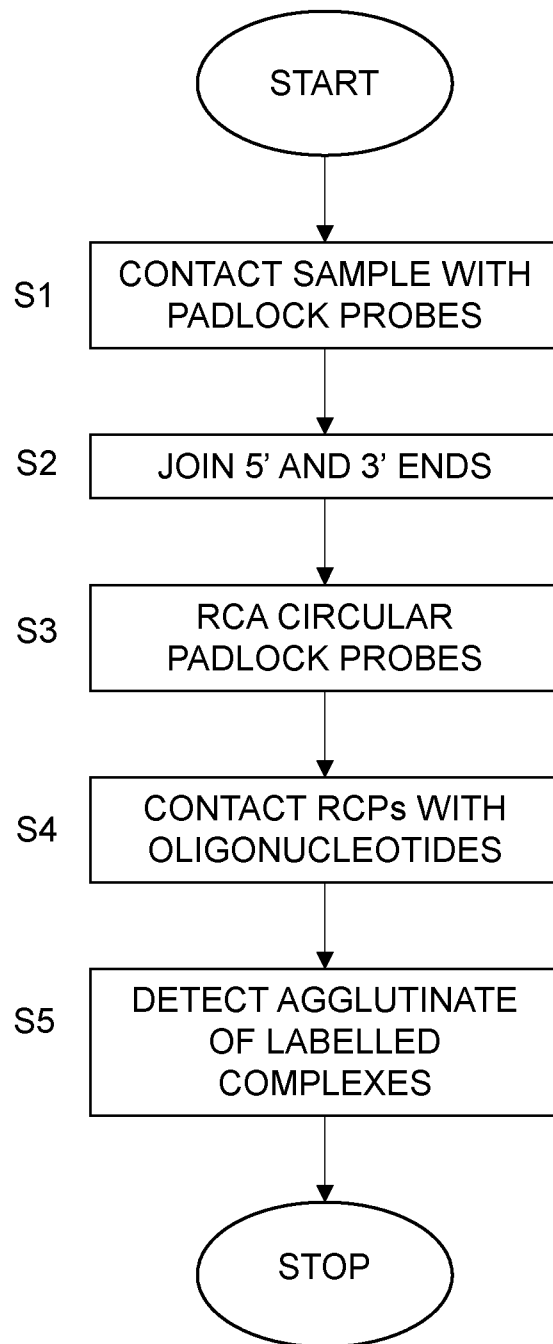 START
S1
CONTACT SAMPLE WITH
PADLOCK PROBES
S2
JOIN 5’ AND 3’ ENDS
S3
RCA CIRCULAR
PADLOCK PROBES
S4
CONTACT RCPs WITH
OLIGONUCLEOTIDES
S5
DETECT AGGLUTINATE
OF LABELLED
COMPLEXES
STOP